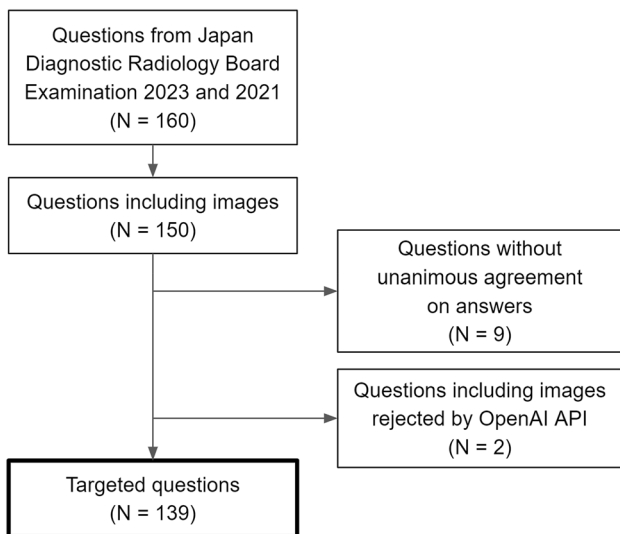 Questions from Japan
Diagnostic Radiology Board
Examination 2023 and 2021
(N = 160)
Questions including images
(N = 150)
Questions without
unanimous agreement
on answers
(N = 9)
Questions including images
rejected by OpenAI API
(N = 2)
Targeted questions
(N = 139)